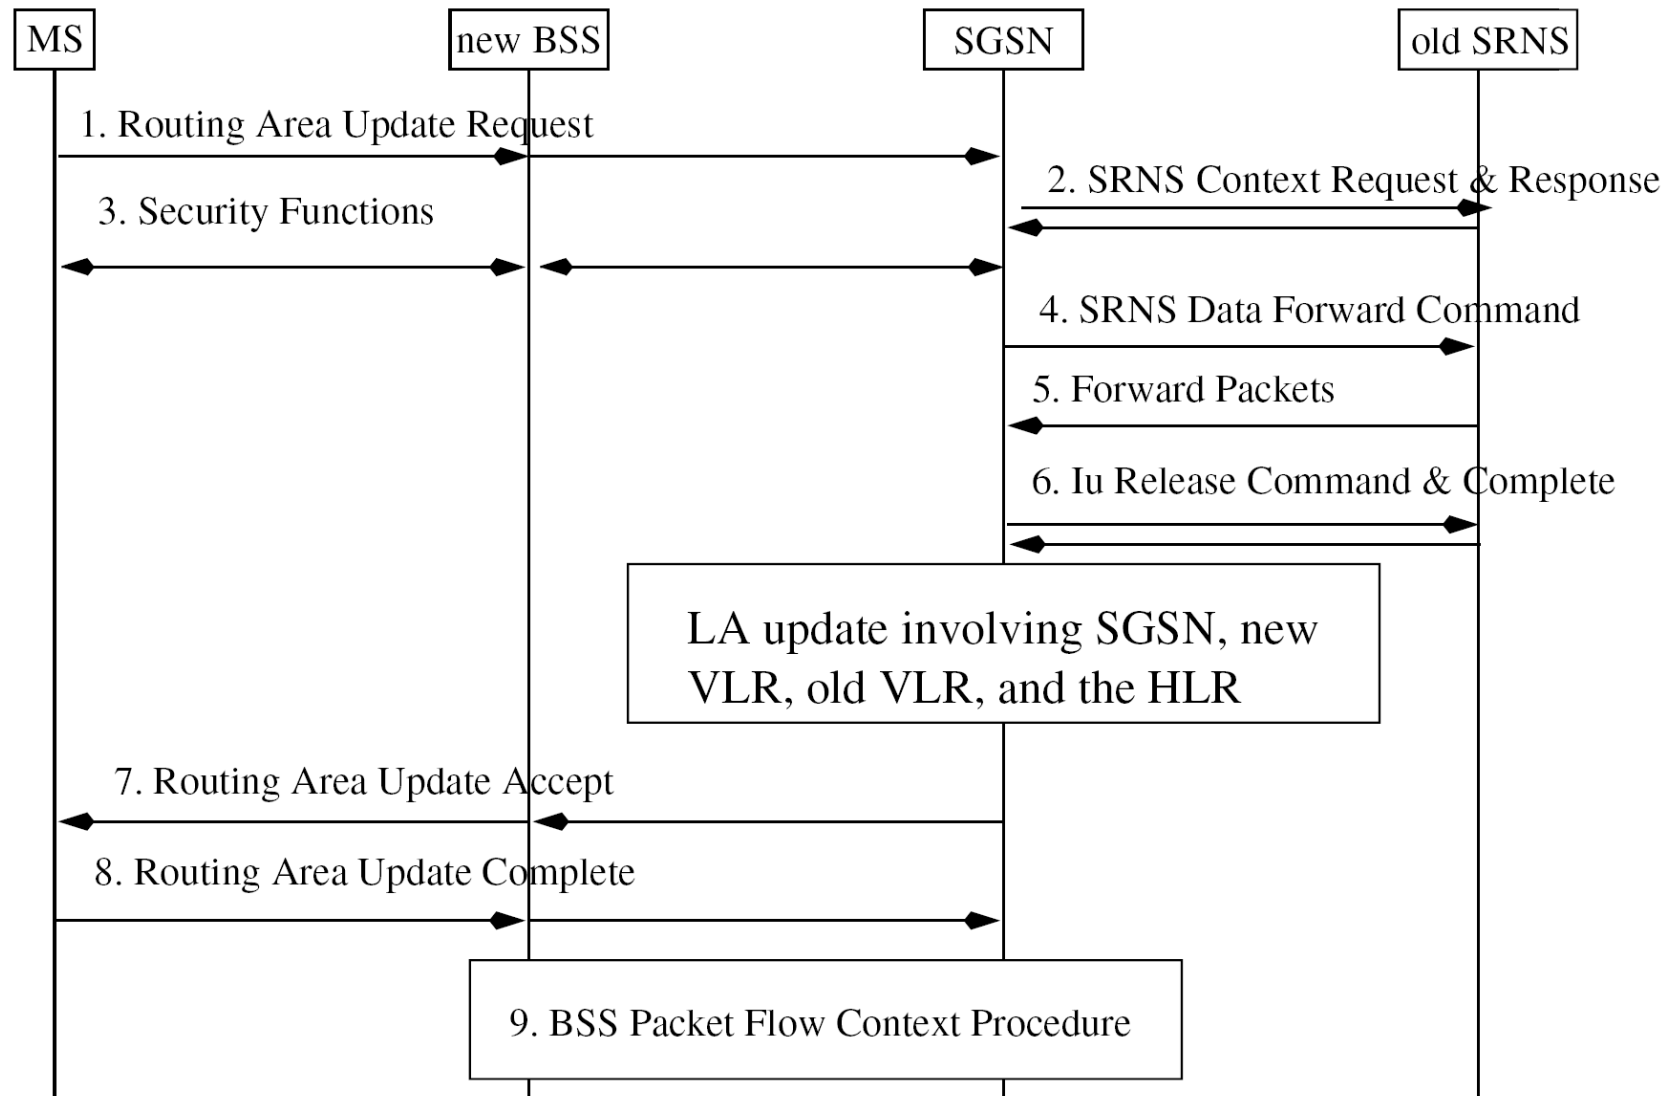 MS
new BSS
SGSN
old SRNS
1. Routing Area Update Request
2. SRNS Context Request & Response
3. Security Functions
4. SRNS Data Forward Command
5. Forward Packets
6. Iu Release Command & Complete
LA update involving SGSN, new
VLR, old VLR, and the HLR
7. Routing Area Update Accept
8. Routing Area Update Complete
9. BSS Packet Flow Context Procedure